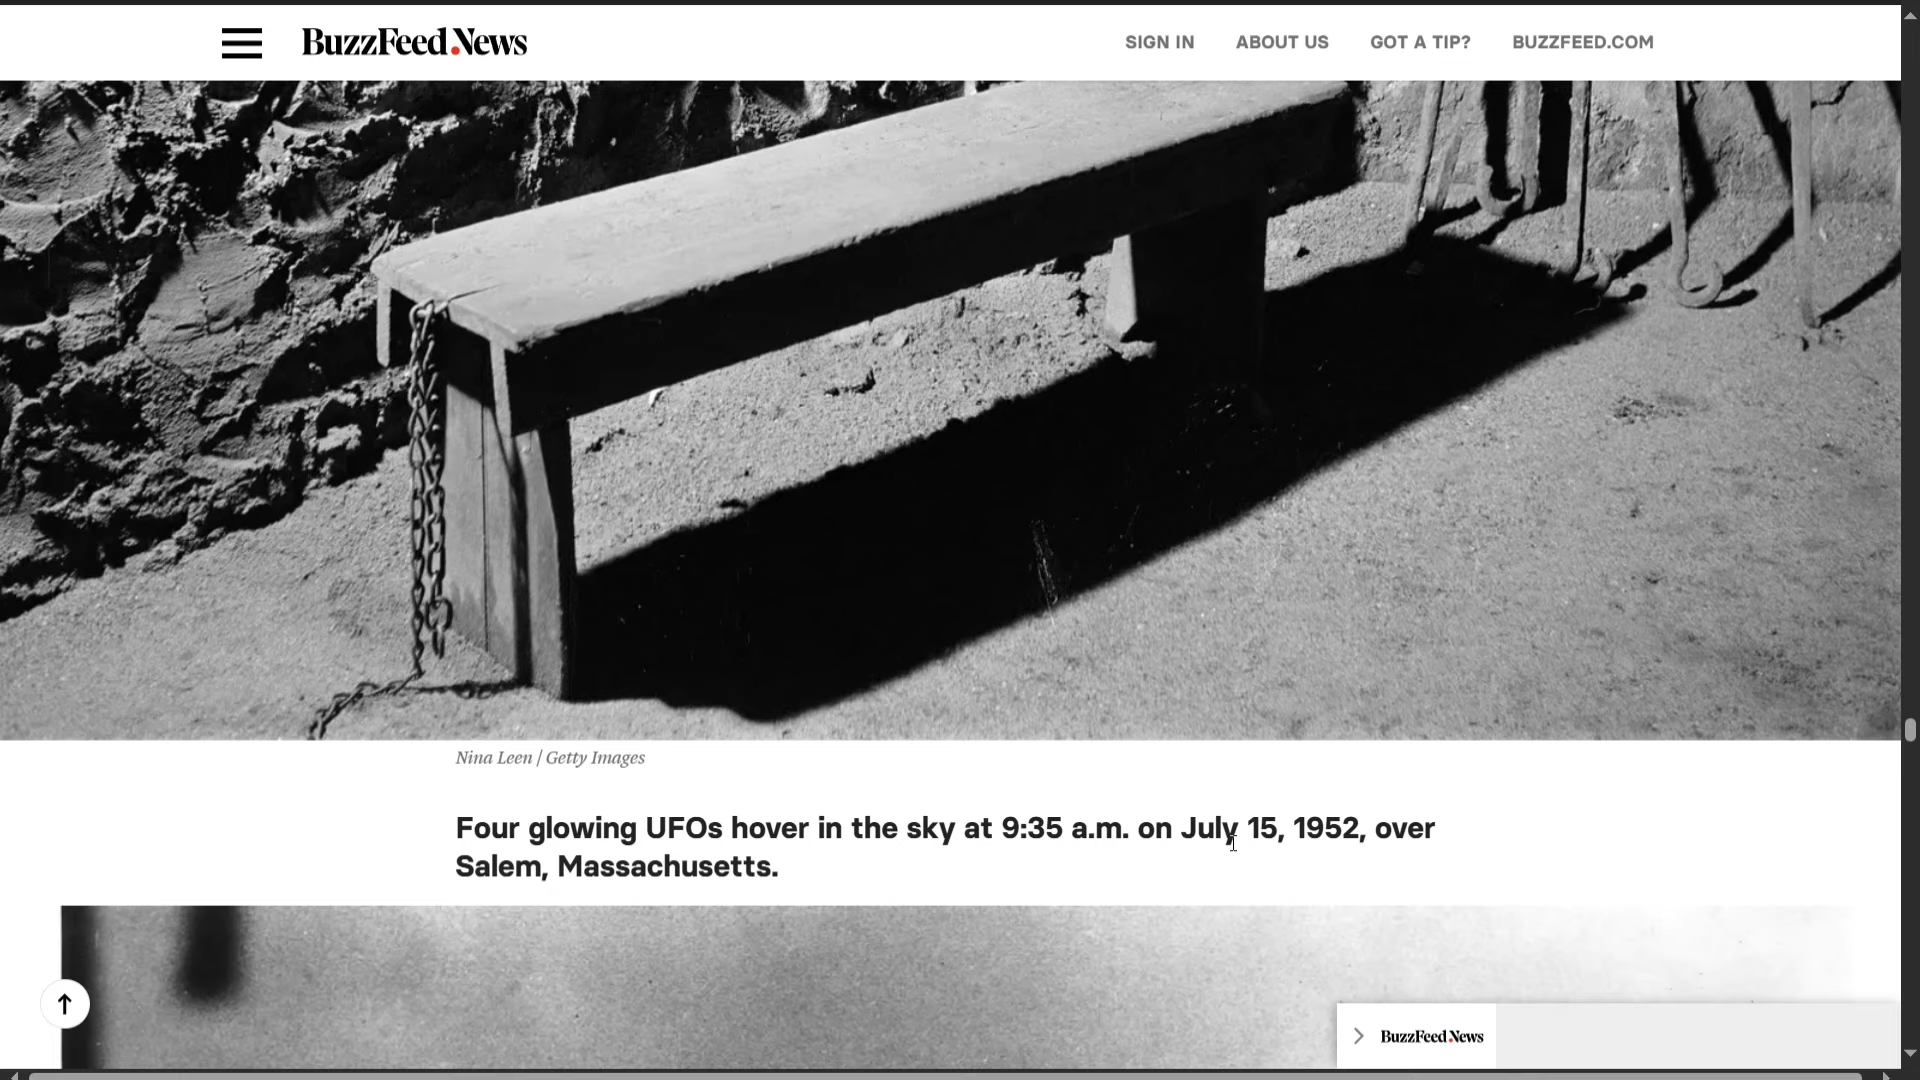 BuzzFeed News
SIGN IN
ABOUT US
GOT A TIP?
BUZZFEED.COM
Nina Leen / Getty Images
Four glowing UFOs hover in the sky at 9:35 a.m. on July 15, 1952, over
Salem, Massachusetts.
BuzzFeed News